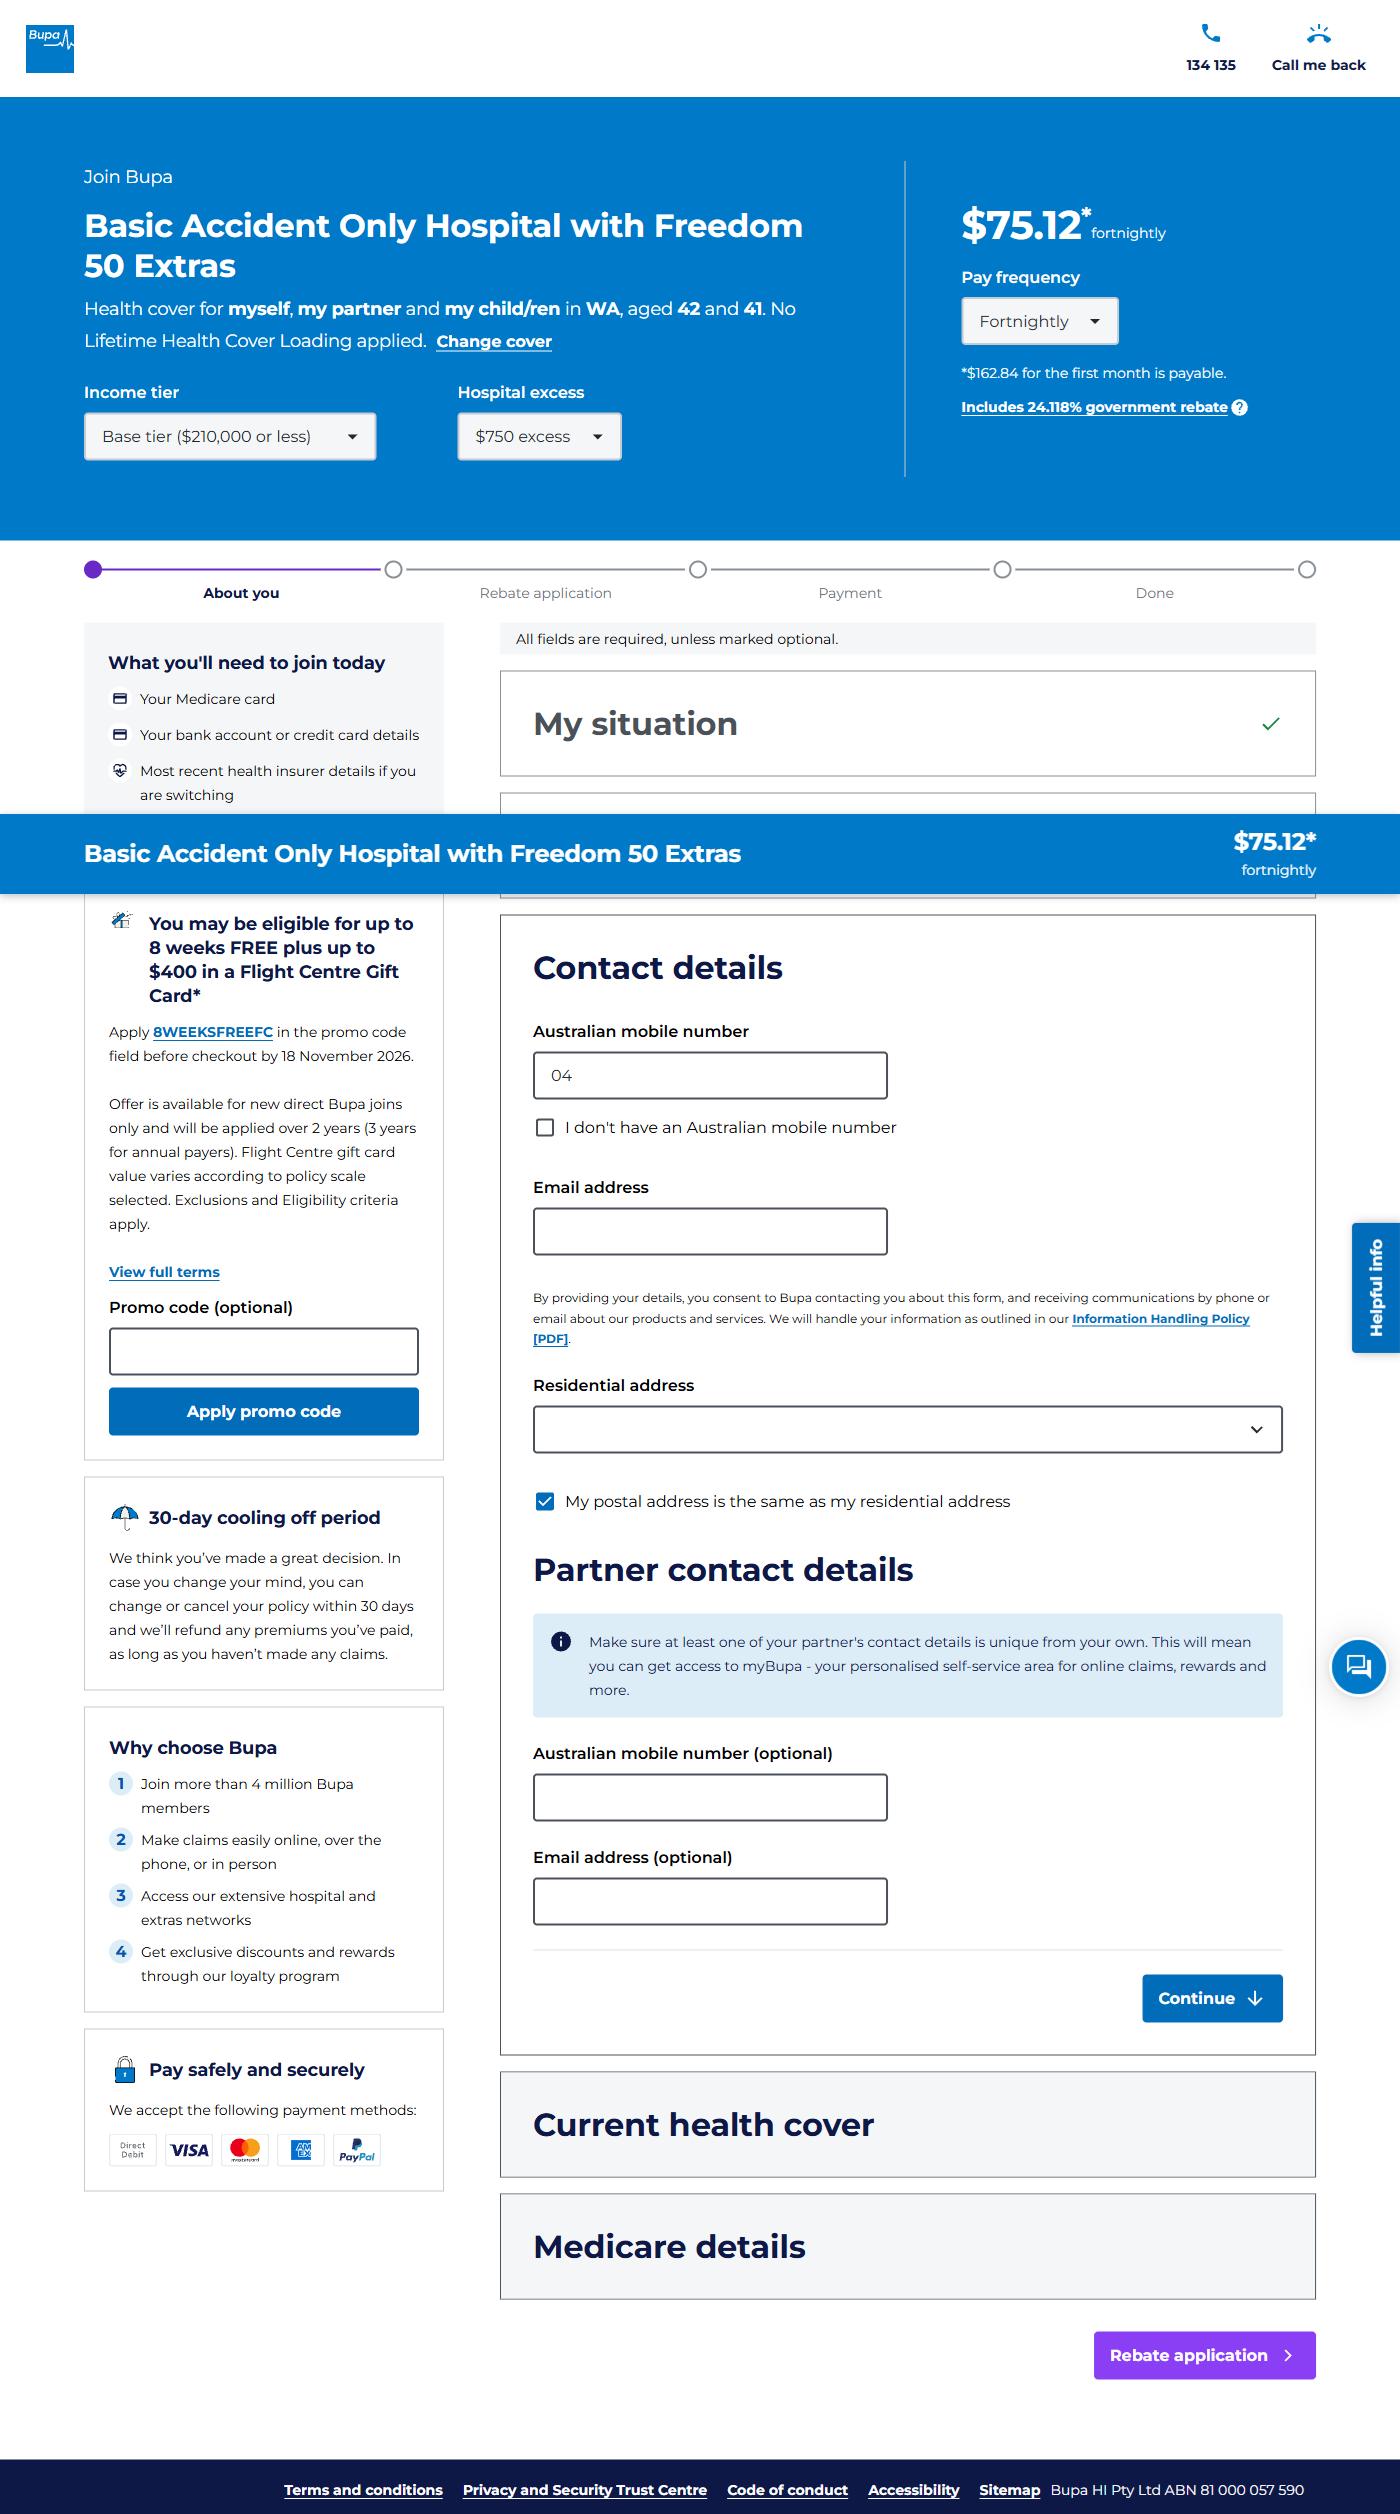 Bupa
134 135
Call me back
Join Bupa
Basic Accident Only Hospital with Freedom
50 Extras
Health cover for myself, my partner and my child/ren in WA, aged 42 and 41. No
Lifetime Health Cover Loading applied. Change cover
Income tier
Base tier ($210,000 or less)
Hospital excess
$750 excess
$75.12* fortnightly
Pay frequency
Fortnightly
*$162.84 for the first month is payable.
Includes 24.118% government rebate ?
About you
Rebate application
Payment
Done
What you'll need to join today
Your Medicare card
Your bank account or credit card details
Most recent health insurer details if you
are switching
All fields are required, unless marked optional.
My situation
Basic Accident Only Hospital with Freedom 50 Extras
$75.12*
fortnightly
You may be eligible for up to
8 weeks FREE plus up to
$400 in a Flight Centre Gift
Card*
Apply 8WEEKSFREEFC in the promo code
field before checkout by 18 November 2026.
Offer is available for new direct Bupa joins
only and will be applied over 2 years (3 years
for annual payers). Flight Centre gift card
value varies according to policy scale
selected. Exclusions and Eligibility criteria
apply.
View full terms
Promo code (optional)
Apply promo code
30-day cooling off period
We think you’ve made a great decision. In
case you change your mind, you can
change or cancel your policy within 30 days
and we’ll refund any premiums you’ve paid,
as long as you haven’t made any claims.
Why choose Bupa
1 Join more than 4 million Bupa
members
2 Make claims easily online, over the
phone, or in person
3 Access our extensive hospital and
extras networks
4 Get exclusive discounts and rewards
through our loyalty program
Pay safely and securely
We accept the following payment methods:
Direct
Debit
VISA
mastercard
AM
EX
PayPal
Contact details
Australian mobile number
04
I don't have an Australian mobile number
Email address
By providing your details, you consent to Bupa contacting you about this form, and receiving communications by phone or
email about our products and services. We will handle your information as outlined in our Information Handling Policy
[PDF].
Residential address
My postal address is the same as my residential address
Partner contact details
Make sure at least one of your partner's contact details is unique from your own. This will mean
you can get access to myBupa - your personalised self-service area for online claims, rewards and
more.
Australian mobile number (optional)
Email address (optional)
Continue
Current health cover
Medicare details
Rebate application
Helpful info
Terms and conditions Privacy and Security Trust Centre Code of conduct Accessibility Sitemap Bupa HI Pty Ltd ABN 81 000 057 590